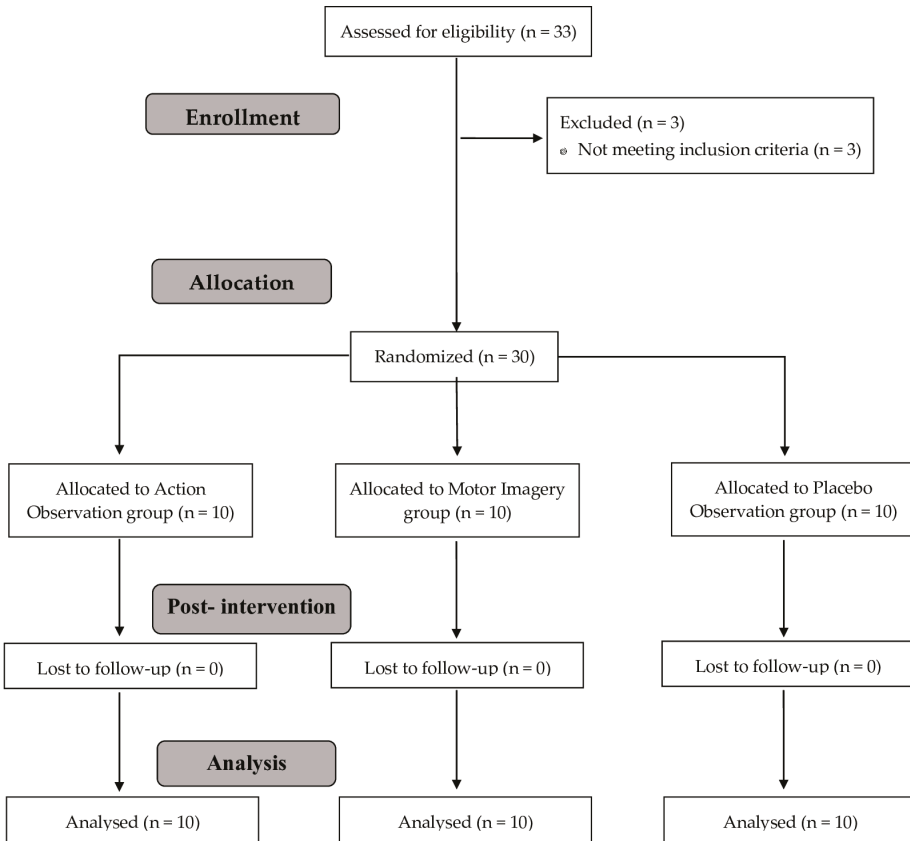 Assessed for eligibility (n = 33)
Enrollment
Excluded (n = 3)
Not meeting inclusion criteria (n = 3)
Allocation
Randomized (n = 30)
Allocated to Action
Observation group (n = 10)
Allocated to Motor Imagery
group (n = 10)
Allocated to Placebo
Observation group (n = 10)
Post- intervention
Lost to follow-up (n = 0)
Lost to follow-up (n = 0)
Lost to follow-up (n = 0)
Analysis
Analysed (n = 10)
Analysed (n = 10)
Analysed (n = 10)